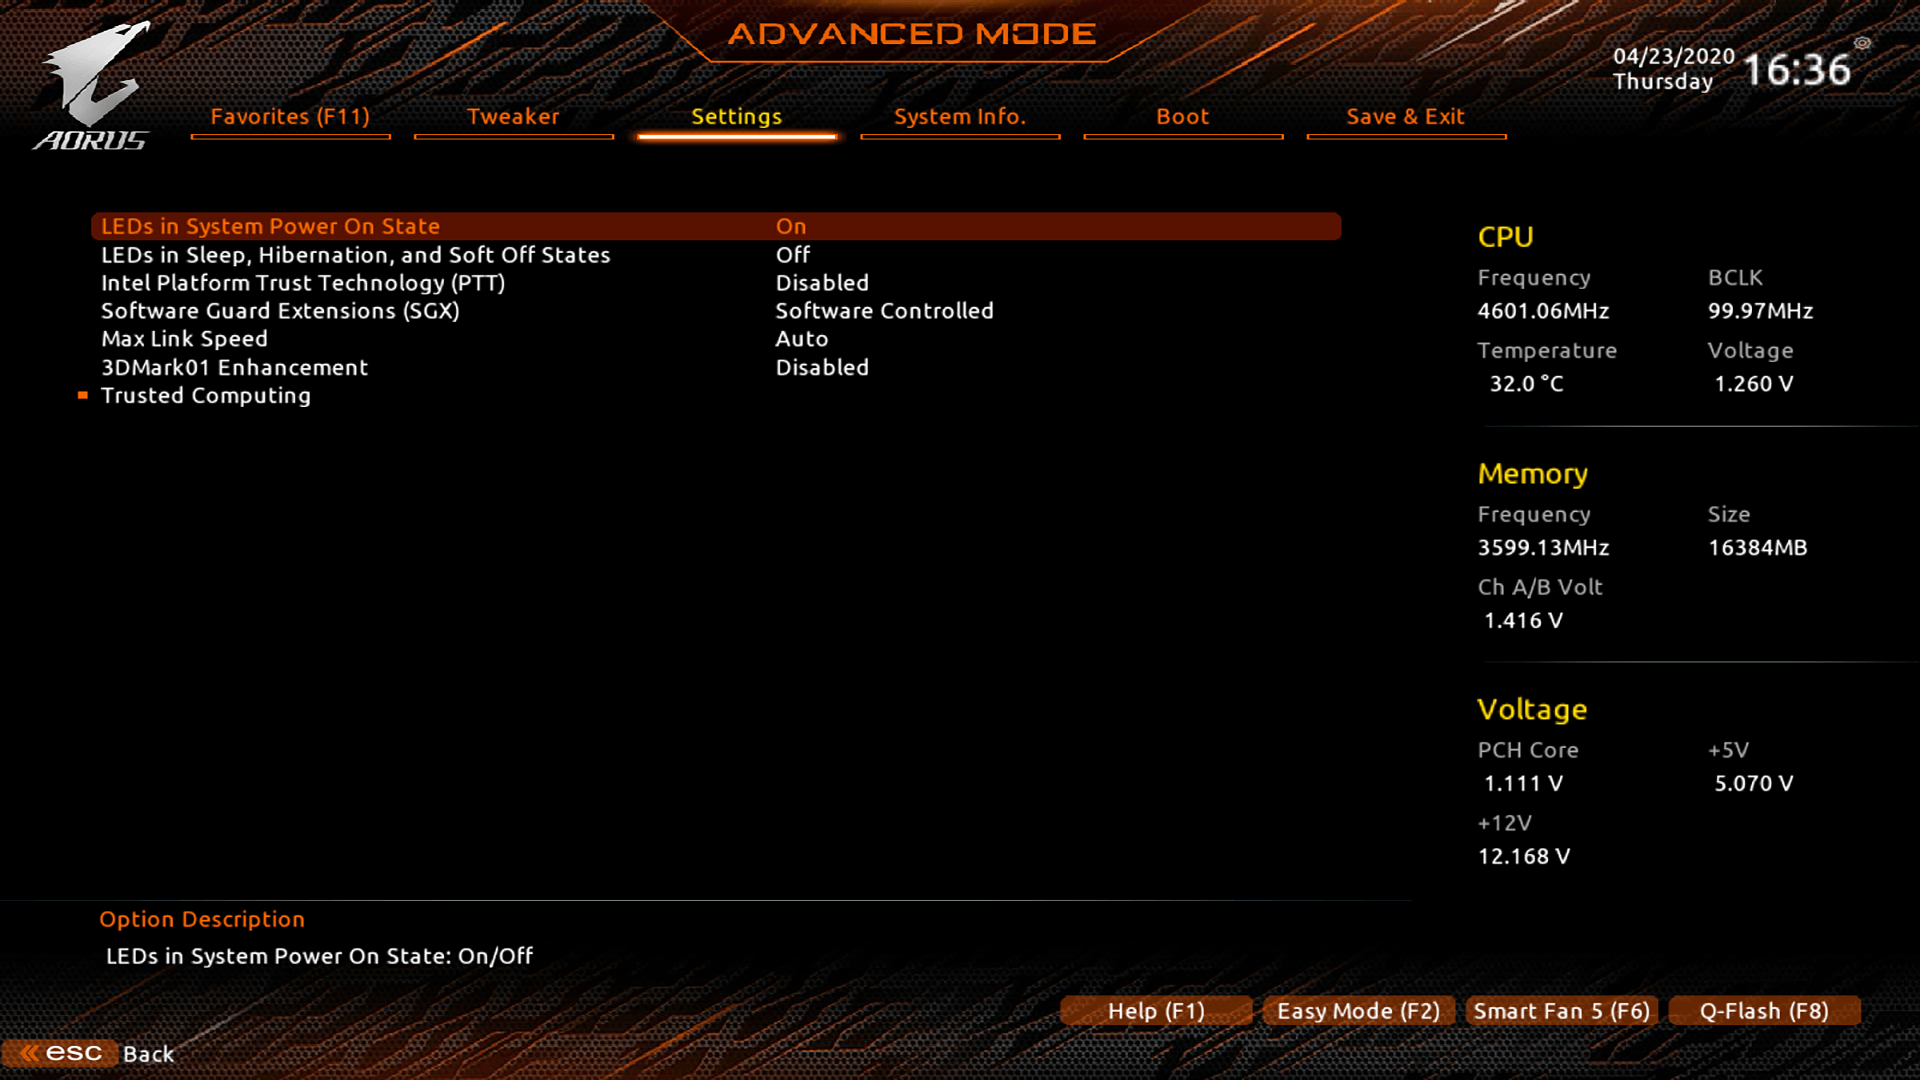 ADVANCED MODE
AORUS
04/23/2020
Thursday
16:36
Favorites (F11)
Tweaker
Settings
System Info.
Boot
Save & Exit
LEDs in System Power On State On
LEDs in Sleep, Hibernation, and Soft Off States Off
Intel Platform Trust Technology (PTT) Disabled
Software Guard Extensions (SGX) Software Controlled
Max Link Speed Auto
3DMark01 Enhancement Disabled
Trusted Computing
CPU
Frequency BCLK
4601.06MHz 99.97MHz
Temperature Voltage
32.0 °C 1.260 V
Memory
Frequency Size
3599.13MHz 16384MB
Ch A/B Volt
1.416 V
Voltage
PCH Core +5V
1.111 V 5.070 V
+12V
12.168 V
Option Description
LEDs in System Power On State: On/Off
Help (F1)
Easy Mode (F2)
Smart Fan 5 (F6)
Q-Flash (F8)
esc Back